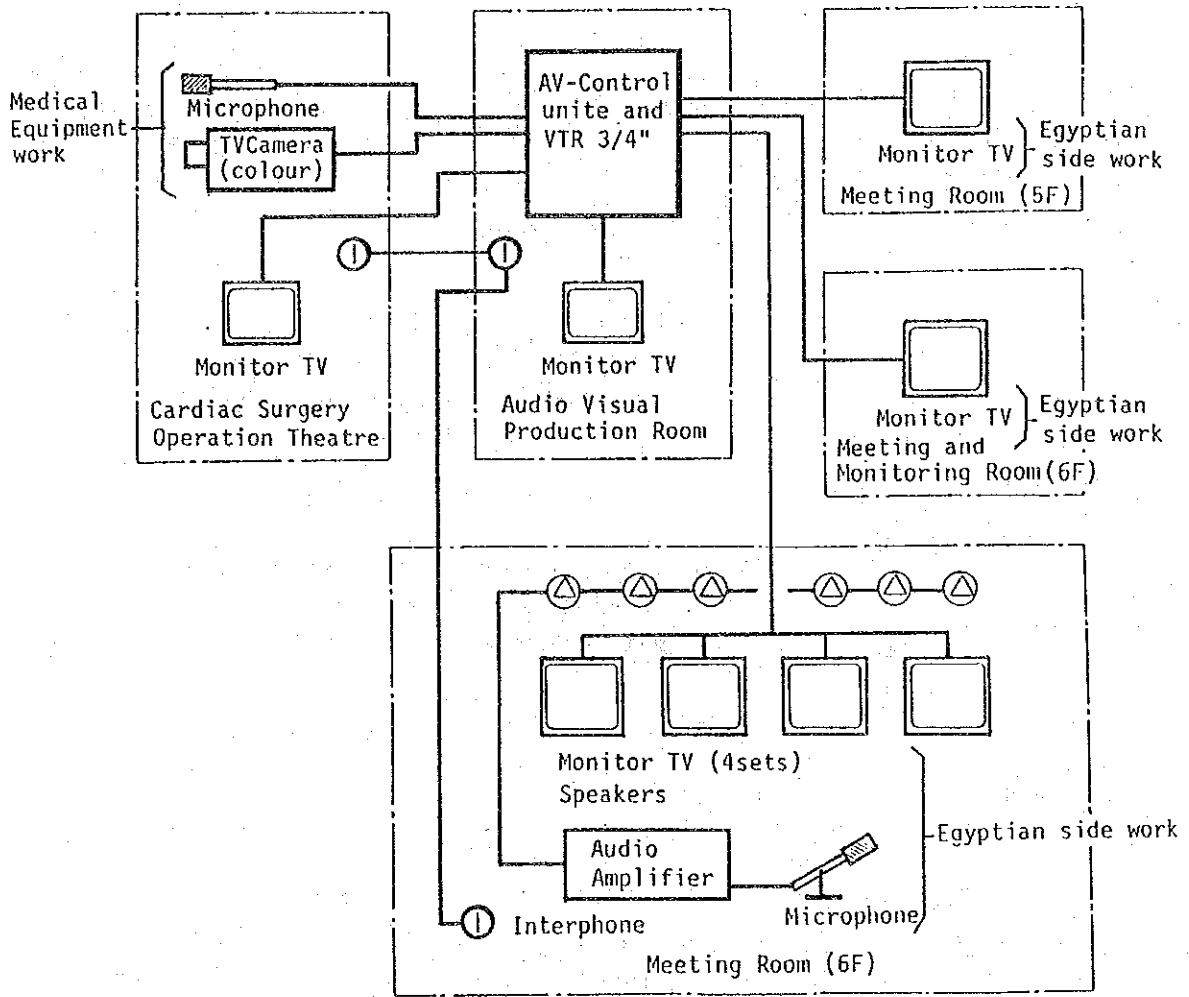 Medical
Equipment
work
Microphone
TVCamera
(colour)
Monitor TV
Cardiac Surgery
Operation Theatre
AV-Control
unite and
VTR 3/4"
Monitor TV
Audio Visual
Production Room
Monitor TV
Egyptian
side work
Meeting Room (5F)
Monitor TV
Egyptian
side work
Meeting and
Monitoring Room(6F)
Monitor TV (4sets)
Speakers
Egyptian side work
Audio
Amplifier
Microphone
Interphone
Meeting Room (6F)